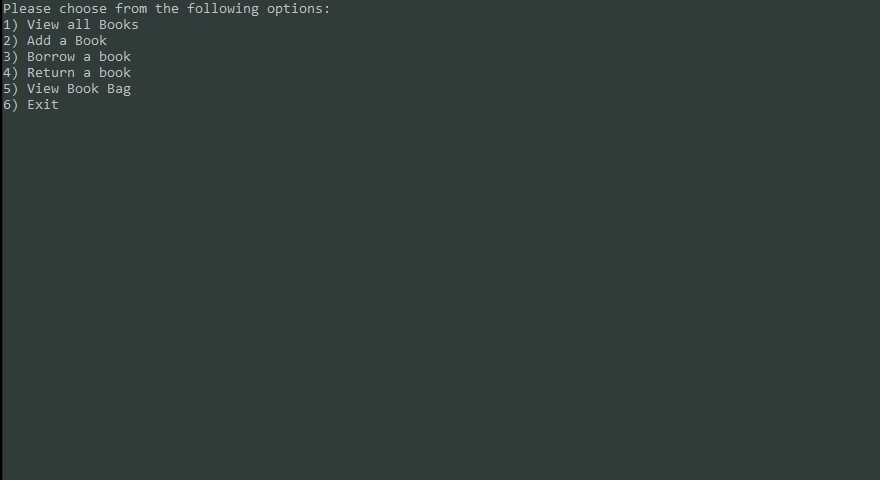 Please choose from the following options:
1) View all Books
2) Add a Book
3) Borrow a book
4) Return a book
5) View Book Bag
6) Exit